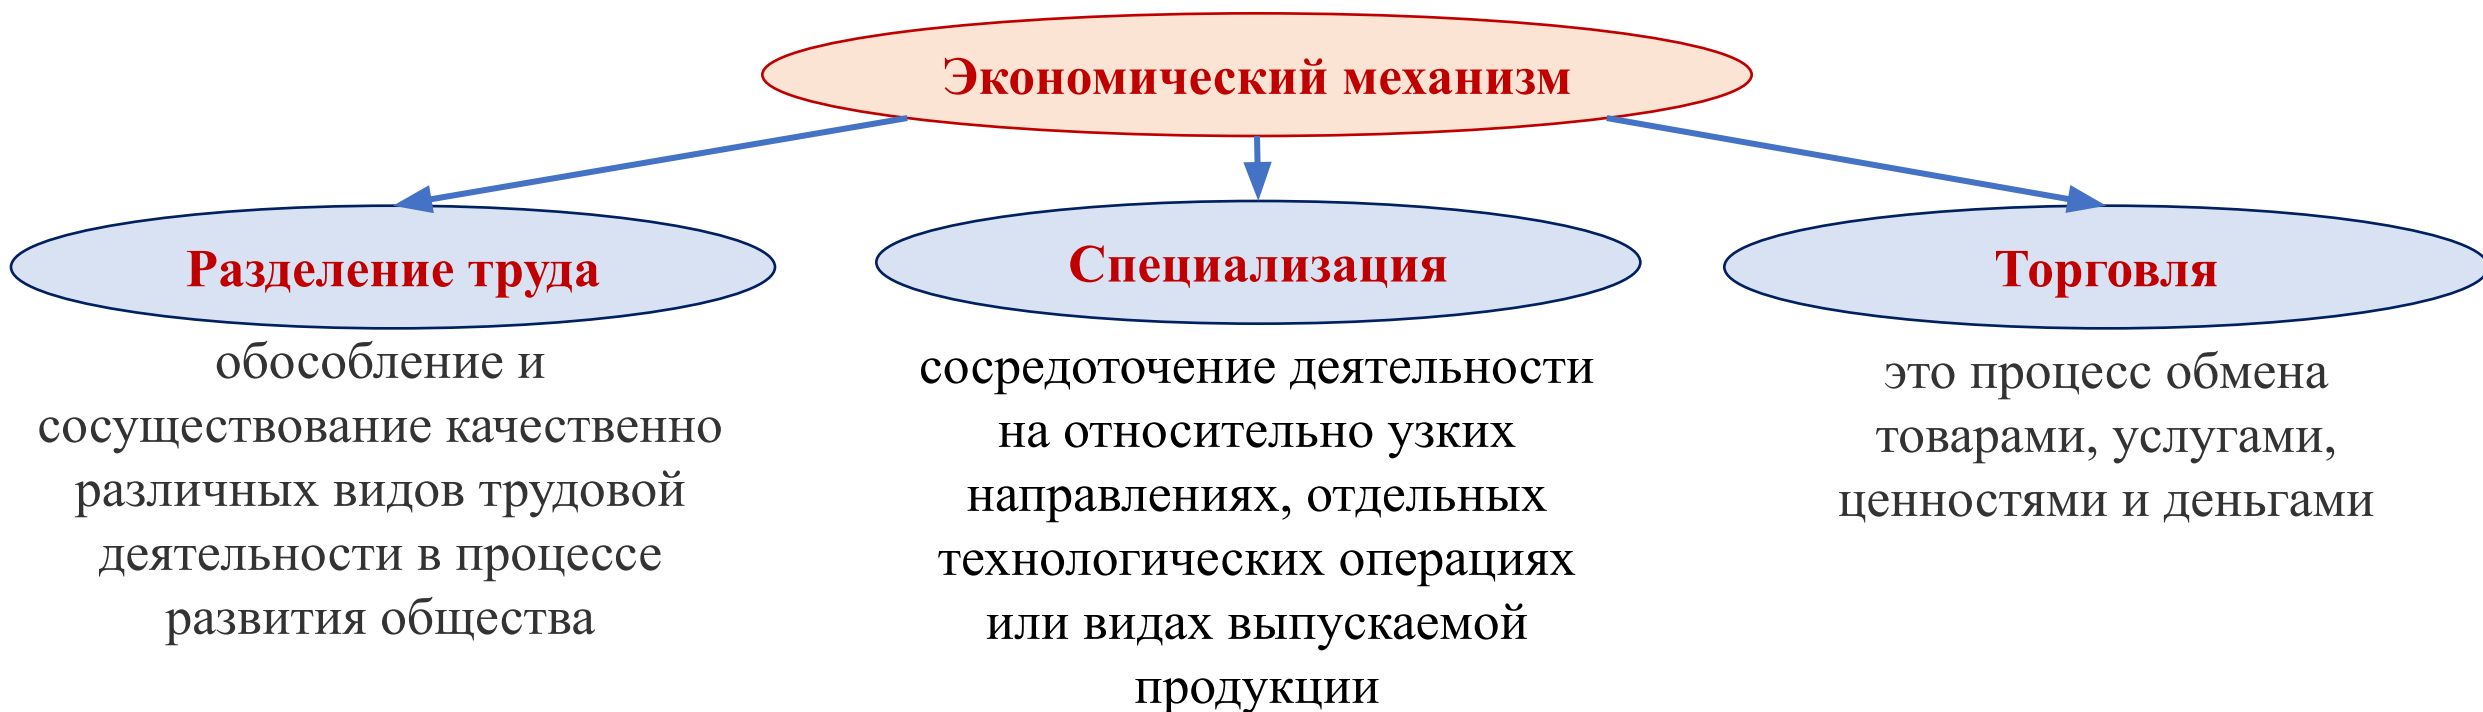 Экономический механизм
Разделение труда
обособление и
сосуществование качественно
различных видов трудовой
деятельности в процессе
развития общества
Специализация
сосредоточение деятельности
на относительно узких
направлениях, отдельных
технологических операциях
или видах выпускаемой
продукции
Торговля
это процесс обмена
товарами, услугами,
ценностями и деньгами